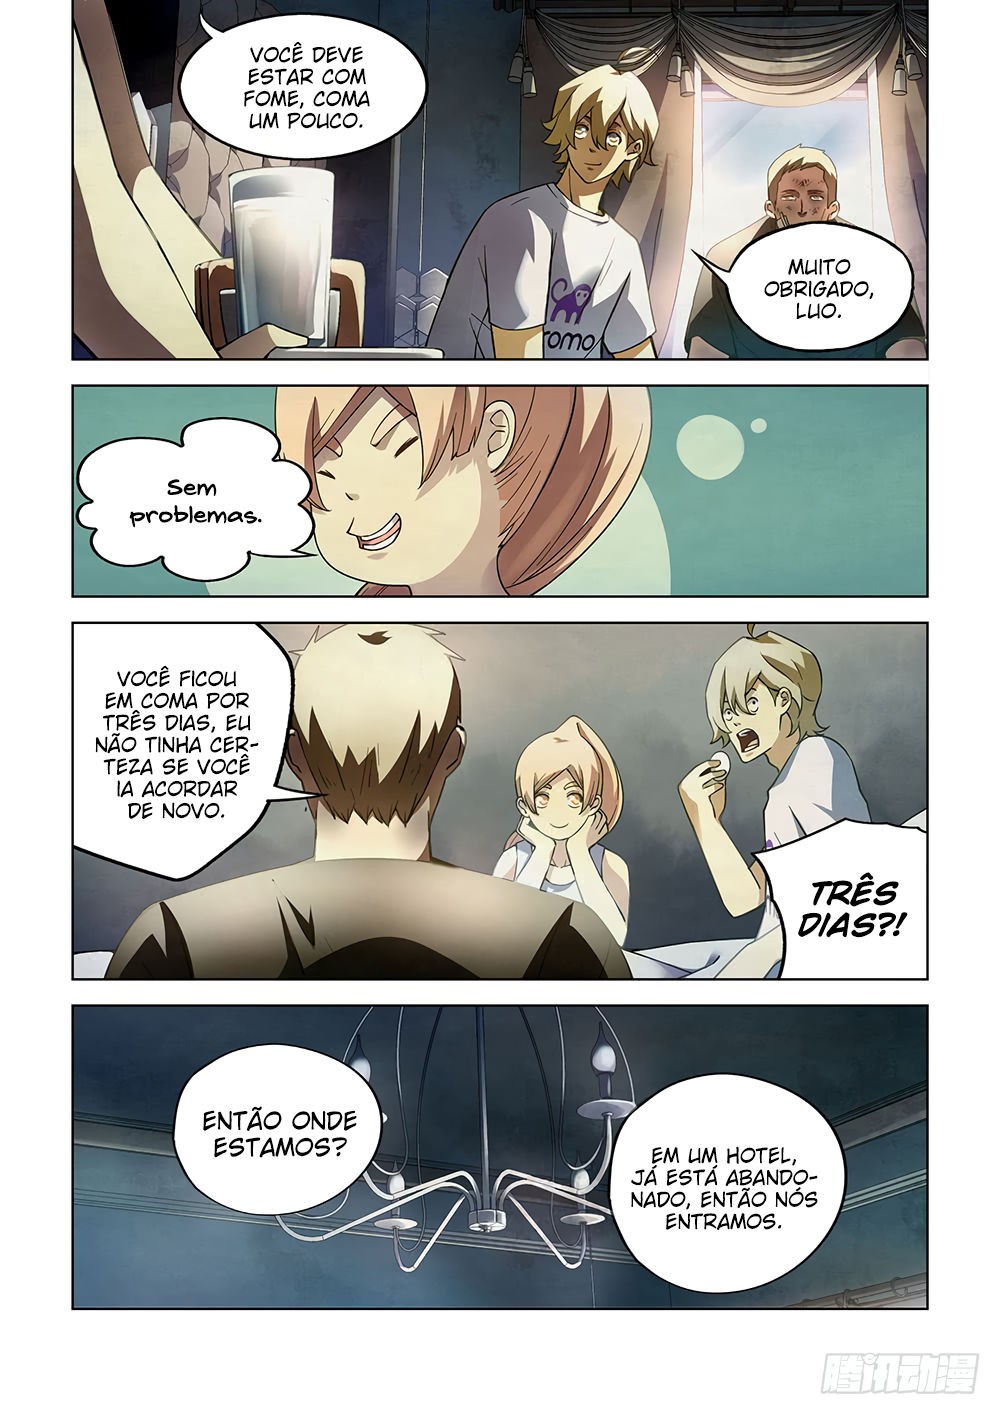 VOCÊ DEVE
ESTAR COM
FOME, COMA
UM POUCO.
MUITO
OBRIGADO,
LUO.
romo
Sem
problemas.
VOCÊ FICOU
EM COMA POR
TRÊS DIAS, EU
NÃO TINHA CER-
TEZA SE VOCÊ
IA ACORDAR
DE NOVO.
TRÊS
DIAS?!
ENTÃO ONDE
ESTAMOS?
EM UM HOTEL,
JÁ ESTÁ ABANDO-
NADO, ENTÃO NÓS
ENTRAMOS.
腾讯动漫